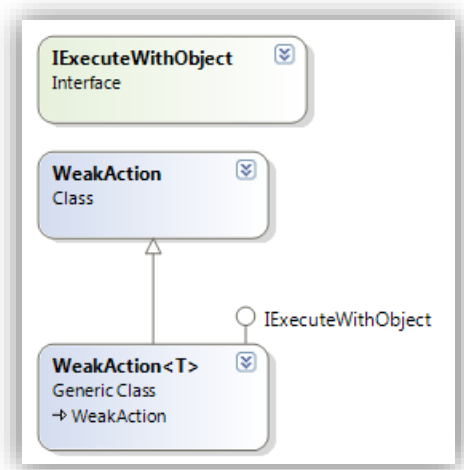 IExecuteWithObject
Interface
WeakAction
Class
IExecuteWithObject
WeakAction<T>
Generic Class
→ WeakAction